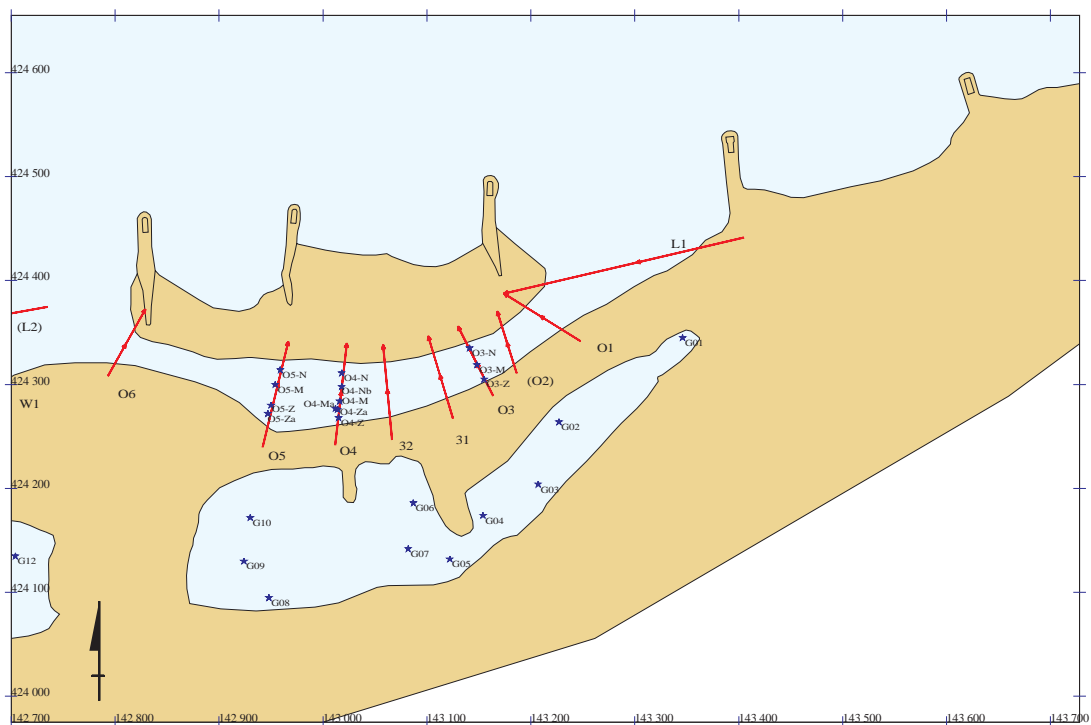 424 600
424 500
L1
424 400
(L2)
O1
O3-N
O3-M
G01
424 300
O5-N
O4-N
O3-Z
(O2)
O6
O5-M
O4-Nb
W1
O4-Ma
O4-M
O5-Z
O4-Za
O3
O5-Za
O4-Z
G02
31
32
O5
O4
424 200
G03
G06
G10
G04
G07
G12
G09
G05
424 100
G08
424 000
142 700
142 800
142 900
143 000
143 100
143 200
143 300
143 400
143 500
143 600
143 700